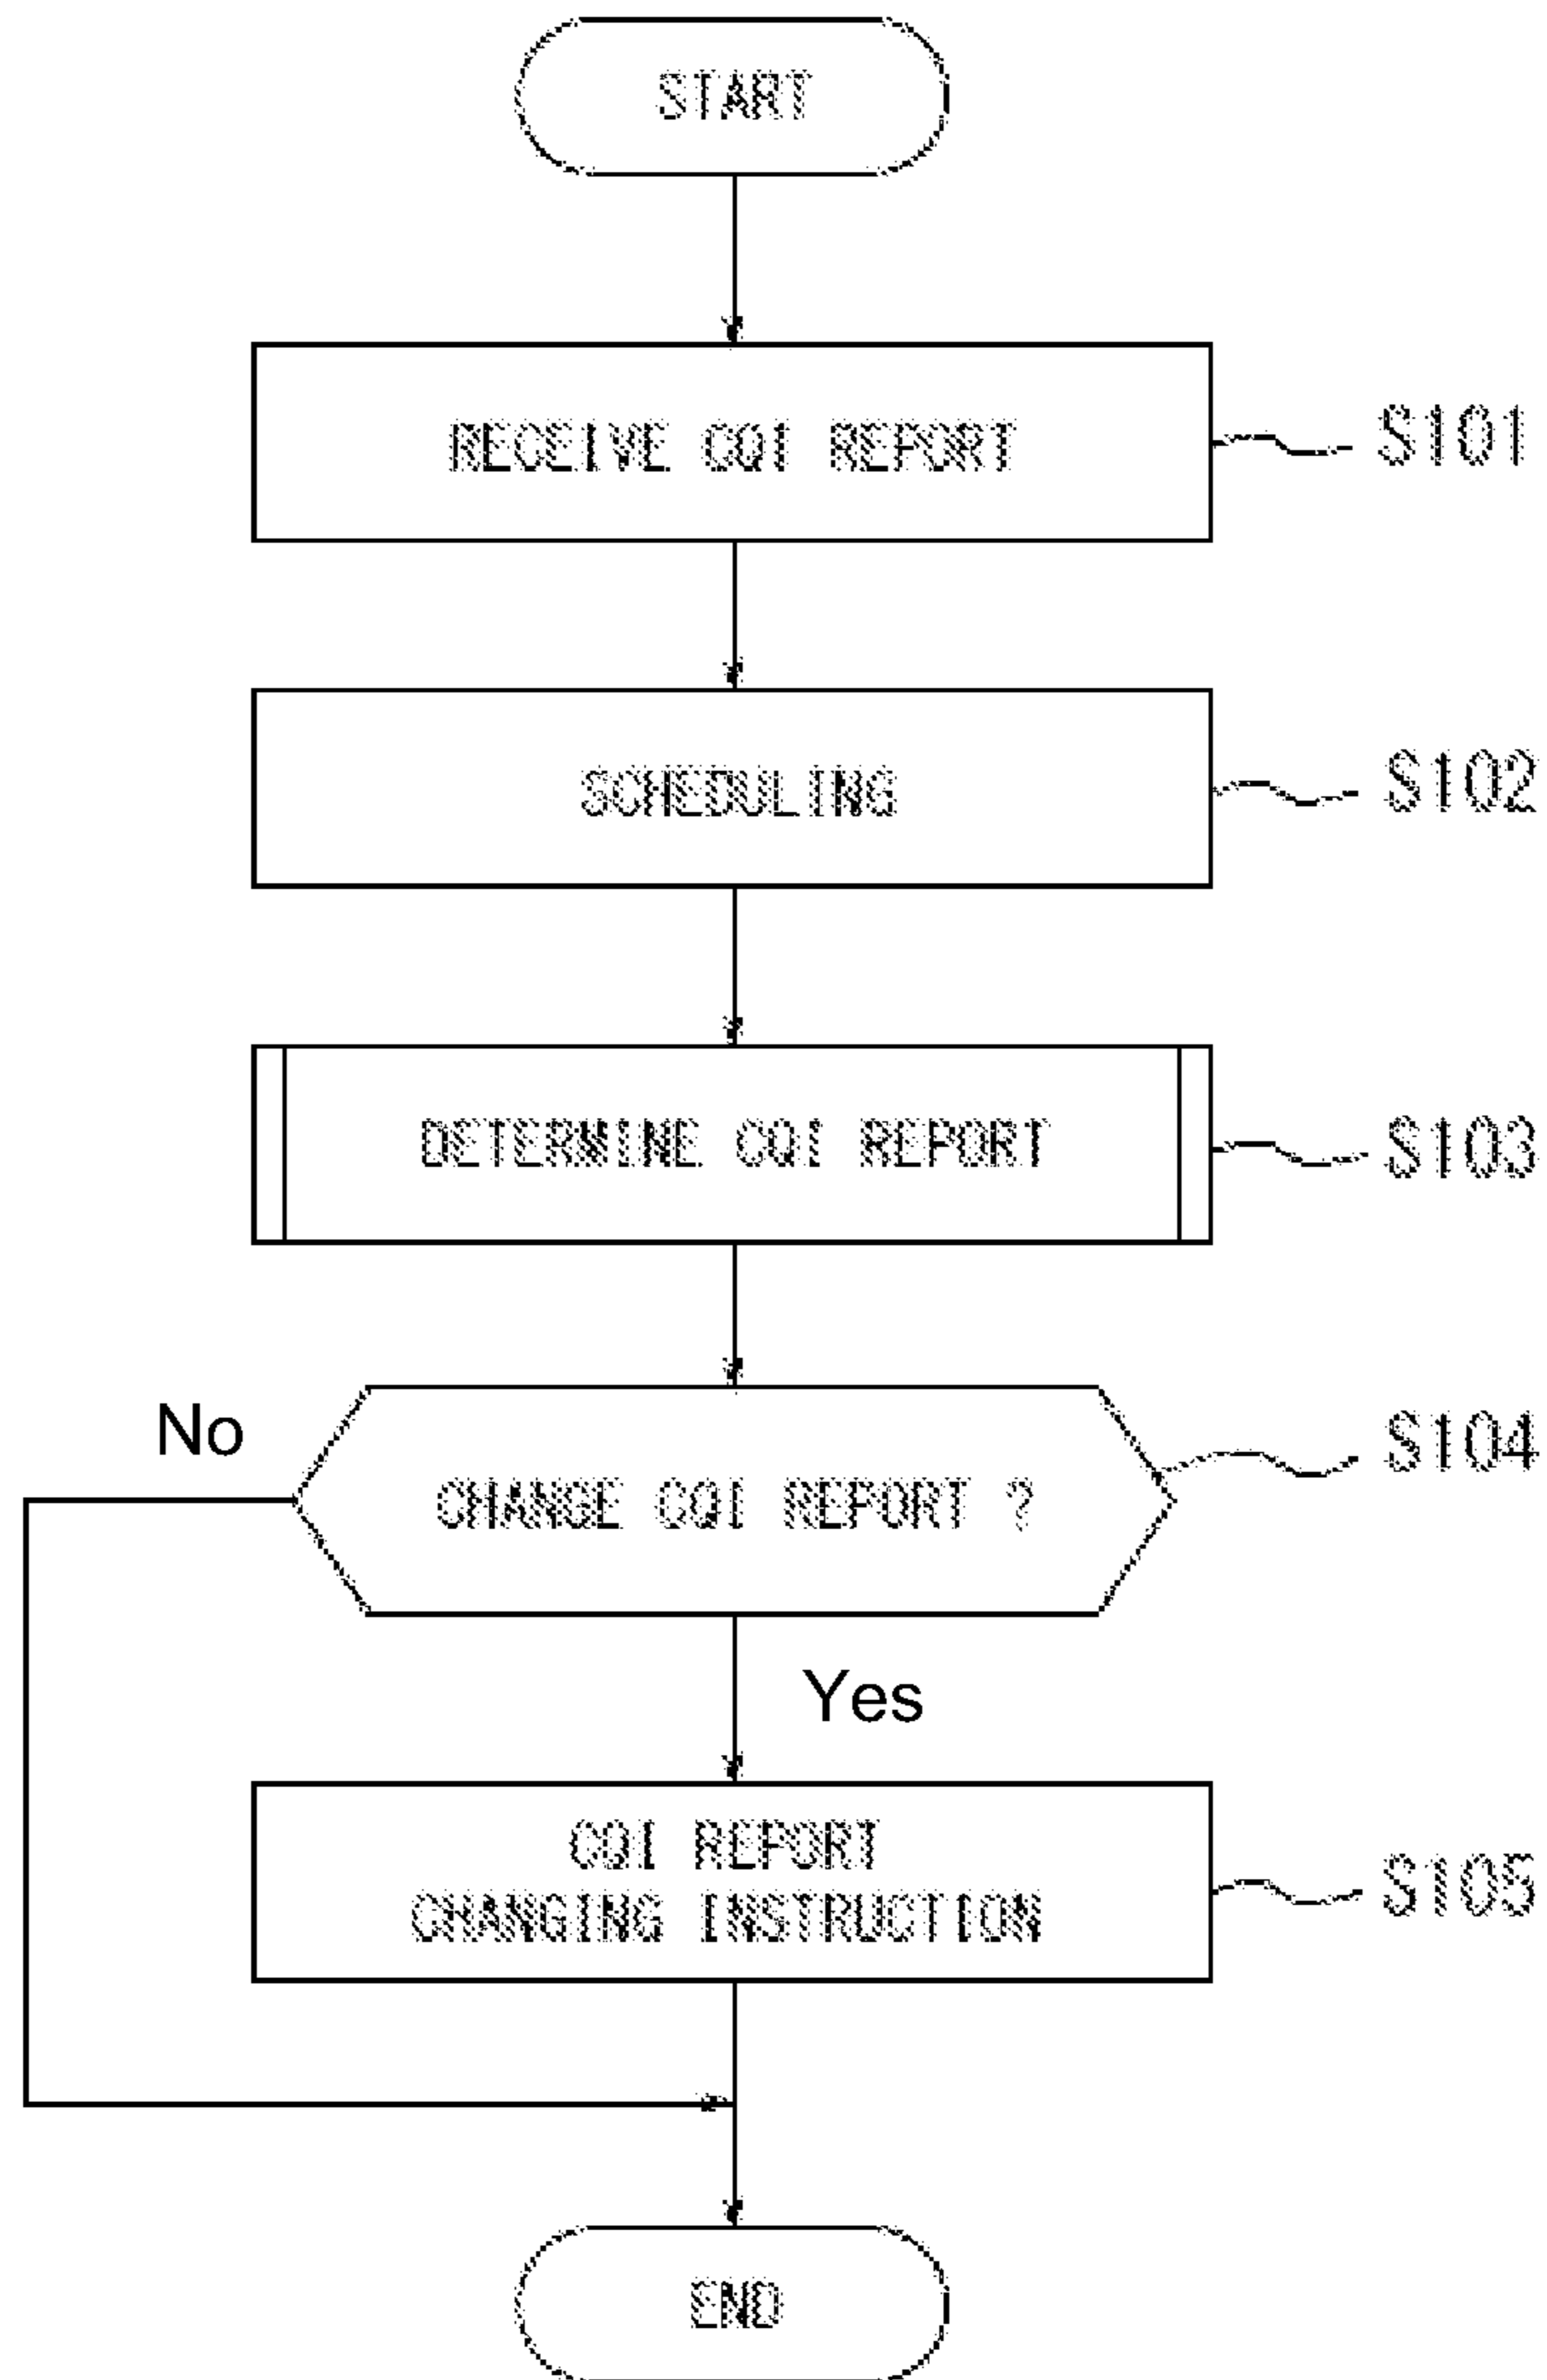 START
RECEIVE CQI REPORT
S101
SCHEDULING
S102
DETERMINE CQI REPORT
S103
No
CHANGE CQI REPORT ?
S104
Yes
CQI REPORT
CHANGING INSTRUCTION
S105
END